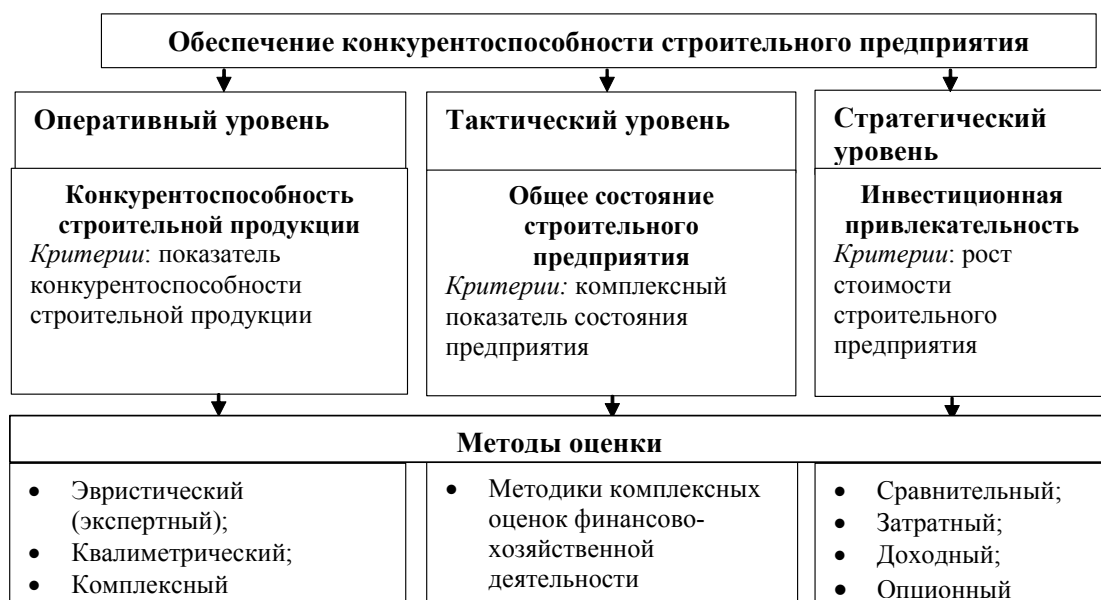 Обеспечение конкурентоспособности строительного предприятия
Оперативный уровень
Конкурентоспособность
строительной продукции
Критерии: показатель
конкурентоспособности
строительной продукции
Тактический уровень
Общее состояние
строительного
предприятия
Критерии: комплексный
показатель состояния
предприятия
Стратегический
уровень
Инвестиционная
привлекательность
Критерии: рост
стоимости
строительного
предприятия
Методы оценки
• Эвристический
(экспертный);
• Квалиметрический;
• Комплексный
• Методики комплексных
оценок финансово-
хозяйственной
деятельности
• Сравнительный;
• Затратный;
• Доходный;
• Опционный